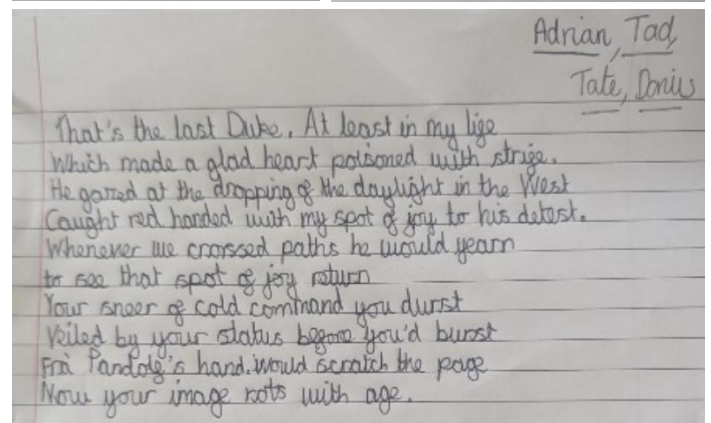 Adrian, Tad,
Tate, Donius
That's the last Duke. At least in my life
Which made a glad heart poisoned with strife.
He gazed at the dropping of the daylight in the West
Caught red handed with my spot of joy to his detest.
Whenever we crossed paths he would yearn
to see that spot of joy return
Your sneer of cold command you durst
Veiled by your status before you'd burst
Frà Pandolf's hand would scratch the page
Now your image rots with age.